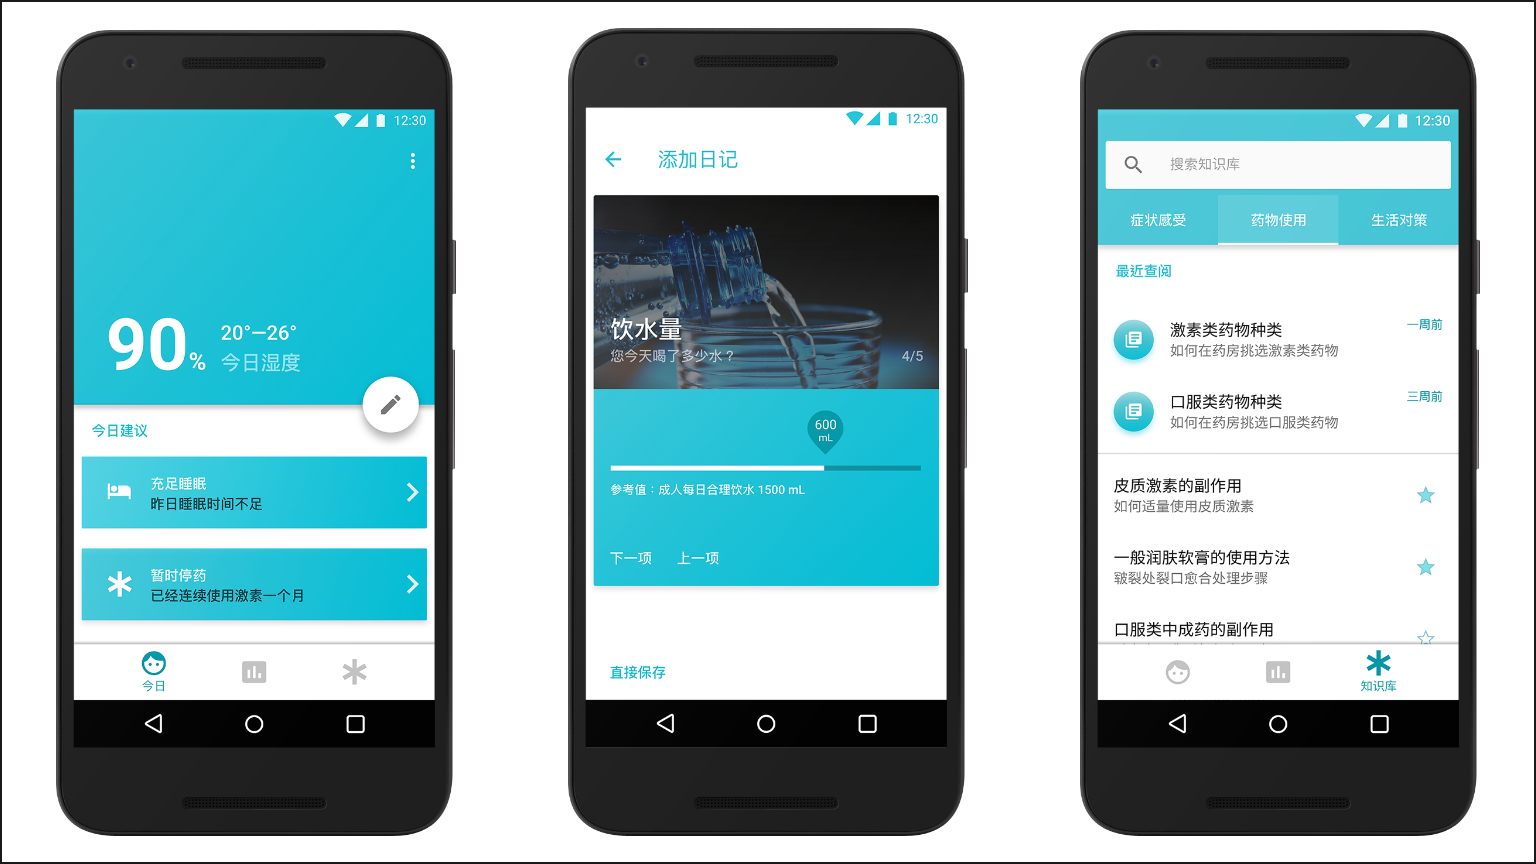 12:30
90%
20°—26°
今日湿度
今日建议
充足睡眠
昨日睡眠时间不足
暂时停药
已经连续使用激素一个月
今日
12:30
添加日记
饮水量
您今天喝了多少水？
4/5
600
mL
参考值：成人每日合理饮水 1500 mL
下一项 上一项
直接保存
12:30
搜索知识库
症状感受 药物使用 生活对策
最近查阅
激素类药物种类
一周前
如何在药房挑选激素类药物
口服类药物种类
三周前
如何在药房挑选口服类药物
皮质激素的副作用
如何适量使用皮质激素
一般润肤软膏的使用方法
皲裂处裂口愈合处理步骤
口服类中成药的副作用
知识库